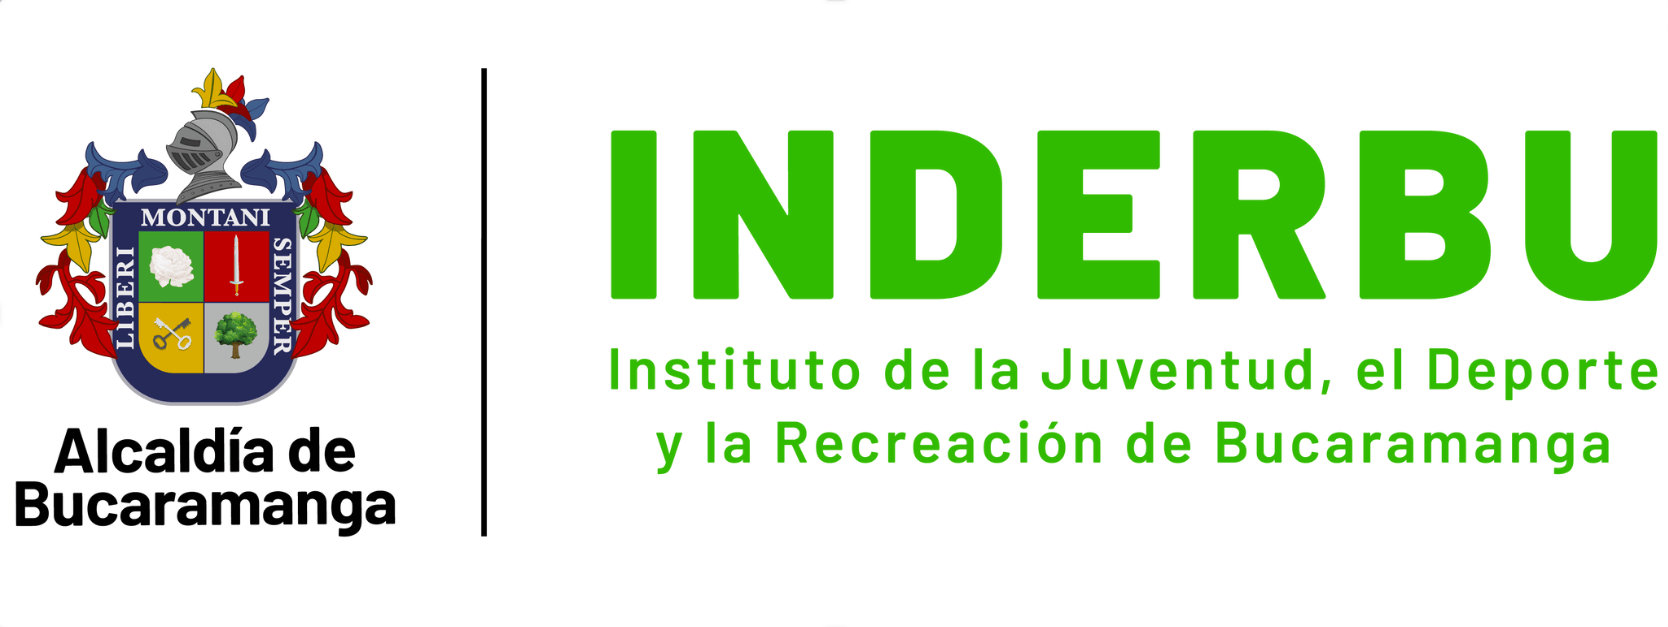 MONTANI
LIBERI
SEMPER
Alcaldía de
Bucaramanga
INDERBU
Instituto de la Juventud, el Deporte
y la Recreación de Bucaramanga